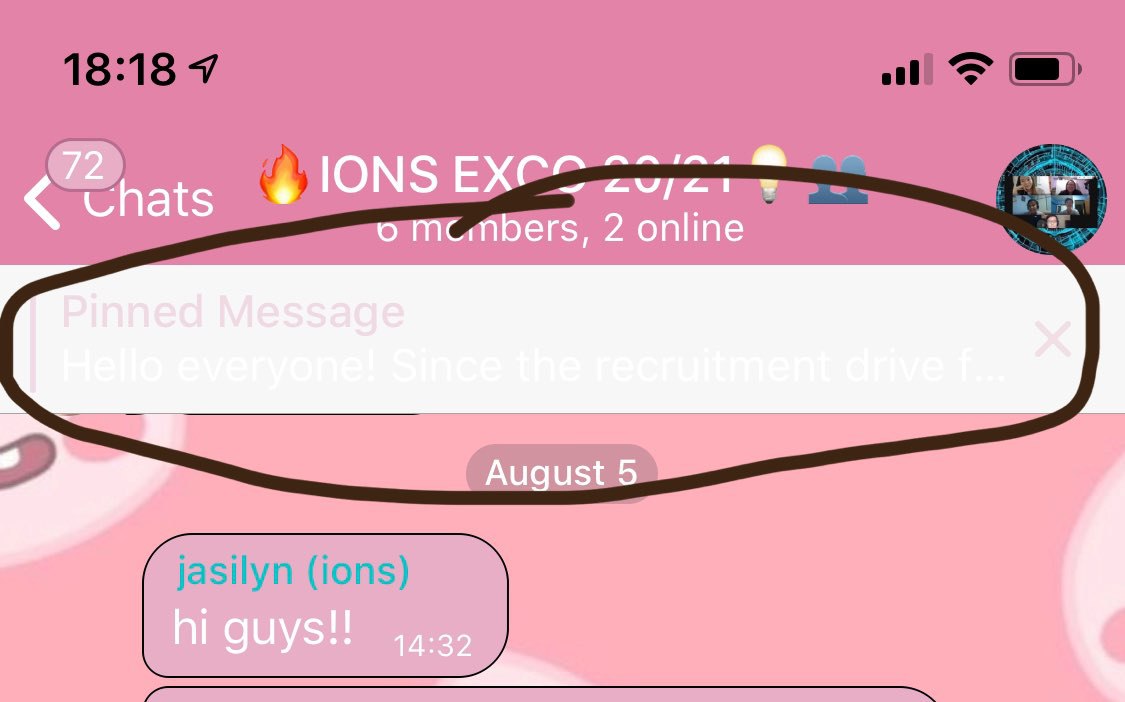 18:18
72
Chats
🔥IONS EXCO 20/21💡👥
6 members, 2 online
Pinned Message
Hello everyone! Since the recruitment drive f...
August 5
jasilyn (ions)
hi guys!!
14:32